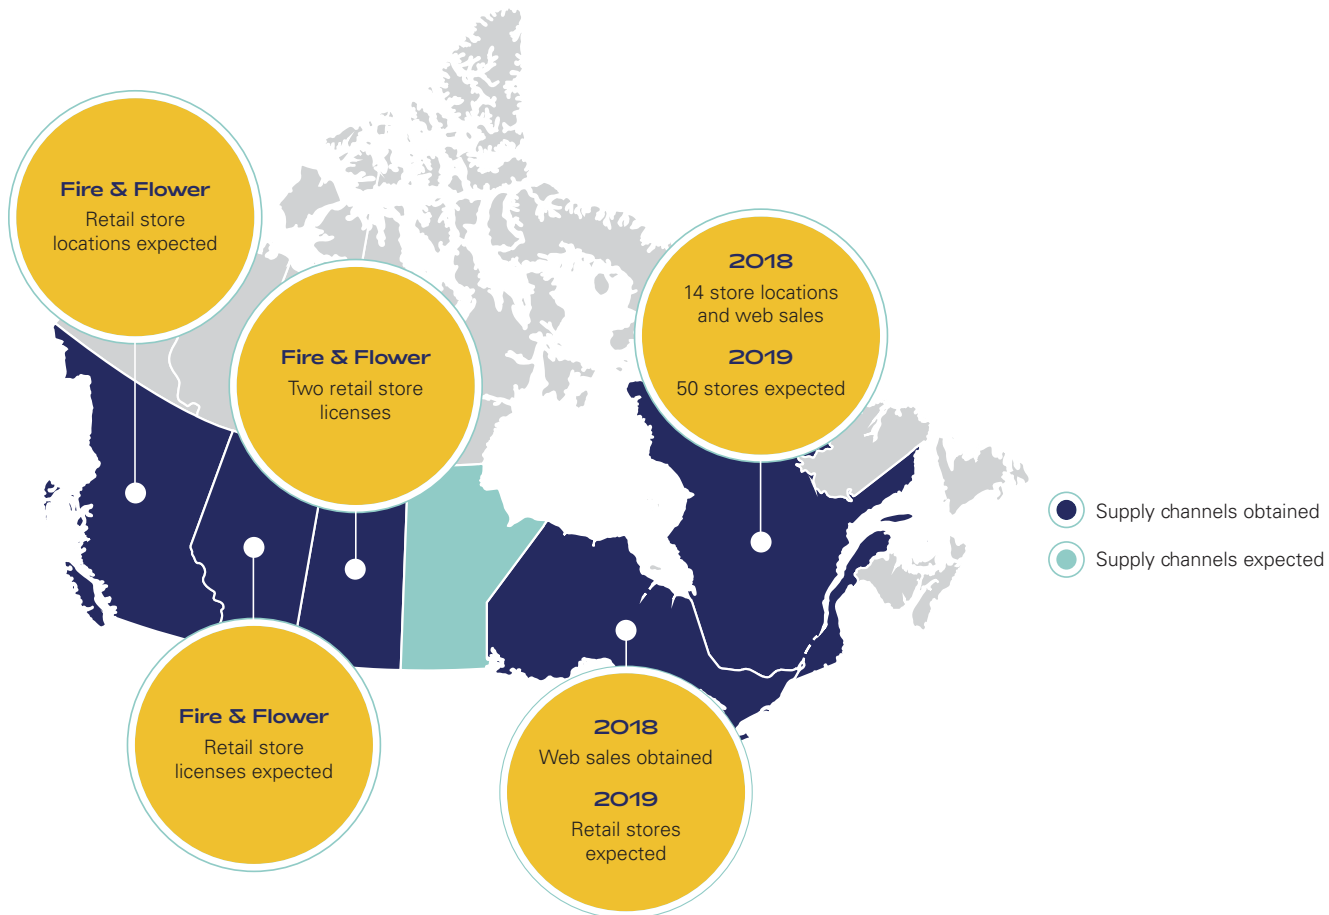 Fire & Flower
Retail store
locations expected
Fire & Flower
Two retail store
licenses
2018
14 store locations
and web sales
2019
50 stores expected
Supply channels obtained
Supply channels expected
Fire & Flower
Retail store
licenses expected
2018
Web sales obtained
2019
Retail stores
expected